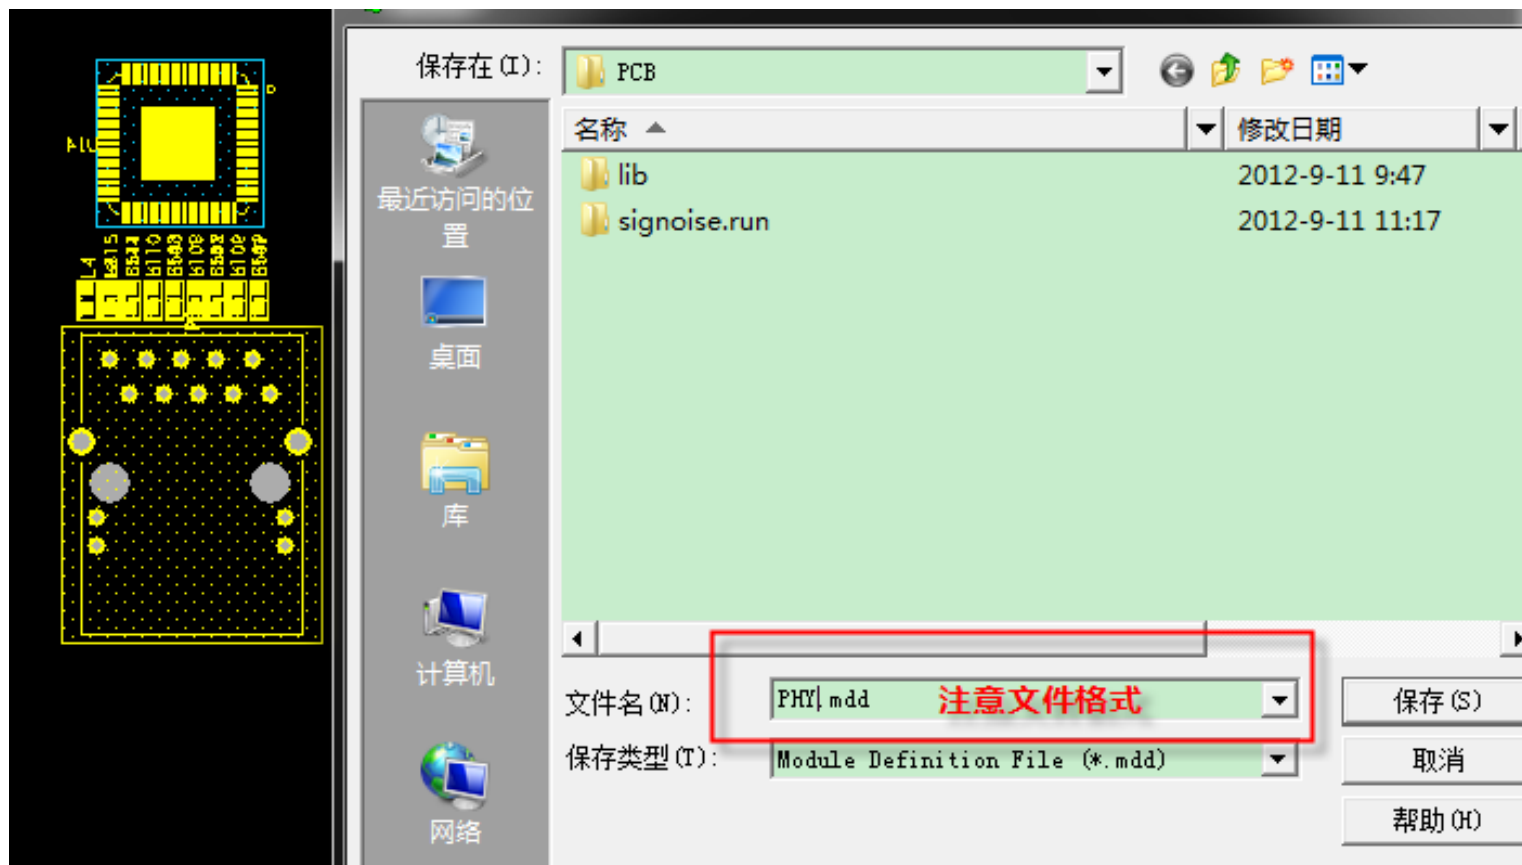 保存在(I):
PCB
名称
修改日期
lib
2012-9-11 9:47
signoise.run
2012-9-11 11:17
最近访问的位
置
桌面
库
计算机
网络
文件名(N):
PHY.mdd
注意文件格式
保存(S)
保存类型(T):
Module Definition File (*.mdd)
取消
帮助(H)
L4